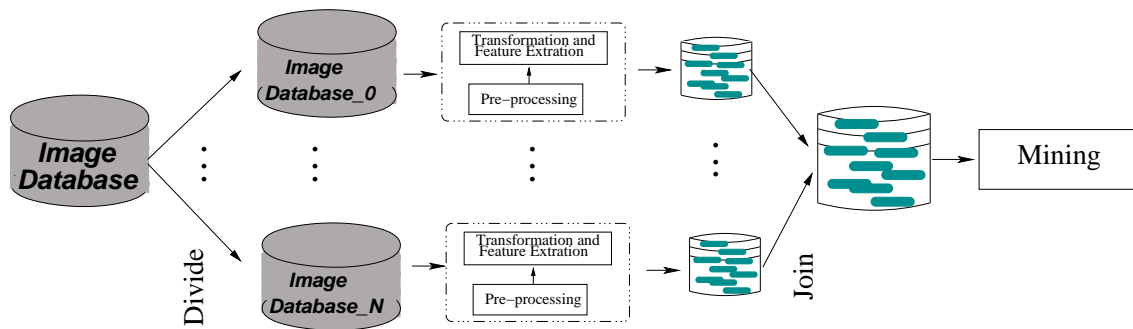 Image
Database
Divide
Image
Database_0
Transformation and
Feature Extration
Pre-processing
Image
Database_N
Transformation and
Feature Extration
Pre-processing
Join
Mining